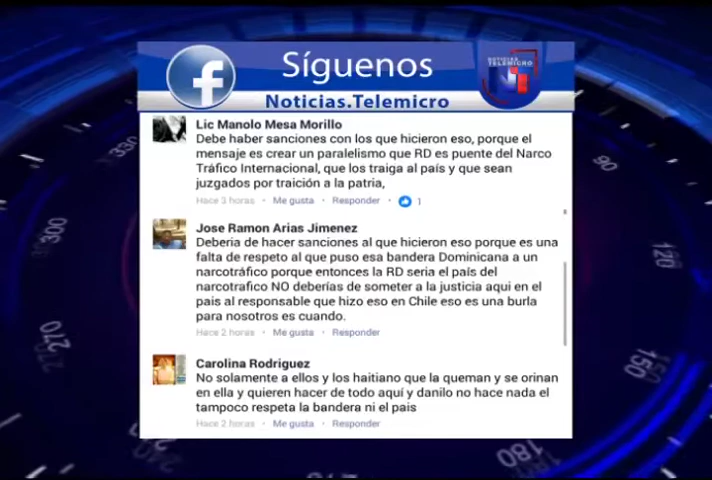 Síguenos
NOTICIAS
TELEMICRO
Noticias.Telemicro
Lic Manolo Mesa Morillo
Debe haber sanciones con los que hicieron eso, porque el
mensaje es crear un paralelismo que RD es puente del Narco
Tráfico Internacional, que los traiga al país y que sean
juzgados por traición a la patria,
Hace 3 horas · Me gusta · Responder · 1
Jose Ramon Arias Jimenez
Deberia de hacer sanciones al que hicieron eso porque es una
falta de respeto al que puso esa bandera Dominicana a un
narcotráfico porque entonces la RD seria el país del
narcotrafico NO deberías de someter a la justicia aqui en el
pais al responsable que hizo eso en Chile eso es una burla
para nosotros es cuando.
Hace 2 horas · Me gusta · Responder
Carolina Rodriguez
No solamente a ellos y los haitiano que la queman y se orinan
en ella y quieren hacer de todo aquí y danilo no hace nada el
tampoco respeta la bandera ni el pais
Hace 2 horas · Me gusta · Responder
330
90
300
120
270
150
180